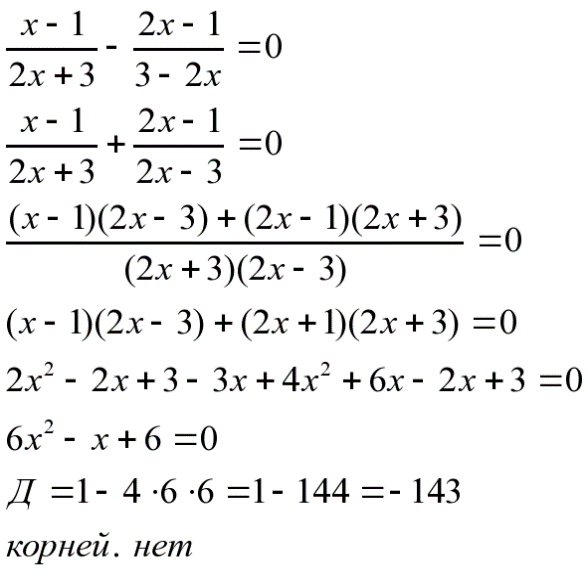 (x - 1)/(2x + 3) - (2x - 1)/(3 - 2x) = 0
(x - 1)/(2x + 3) + (2x - 1)/(2x - 3) = 0
((x - 1)(2x - 3) + (2x - 1)(2x + 3))/((2x + 3)(2x - 3)) = 0
(x - 1)(2x - 3) + (2x + 1)(2x + 3) = 0
2x² - 2x + 3 - 3x + 4x² + 6x - 2x + 3 = 0
6x² - x + 6 = 0
Д = 1 - 4 · 6 · 6 = 1 - 144 = - 143
корней. нет